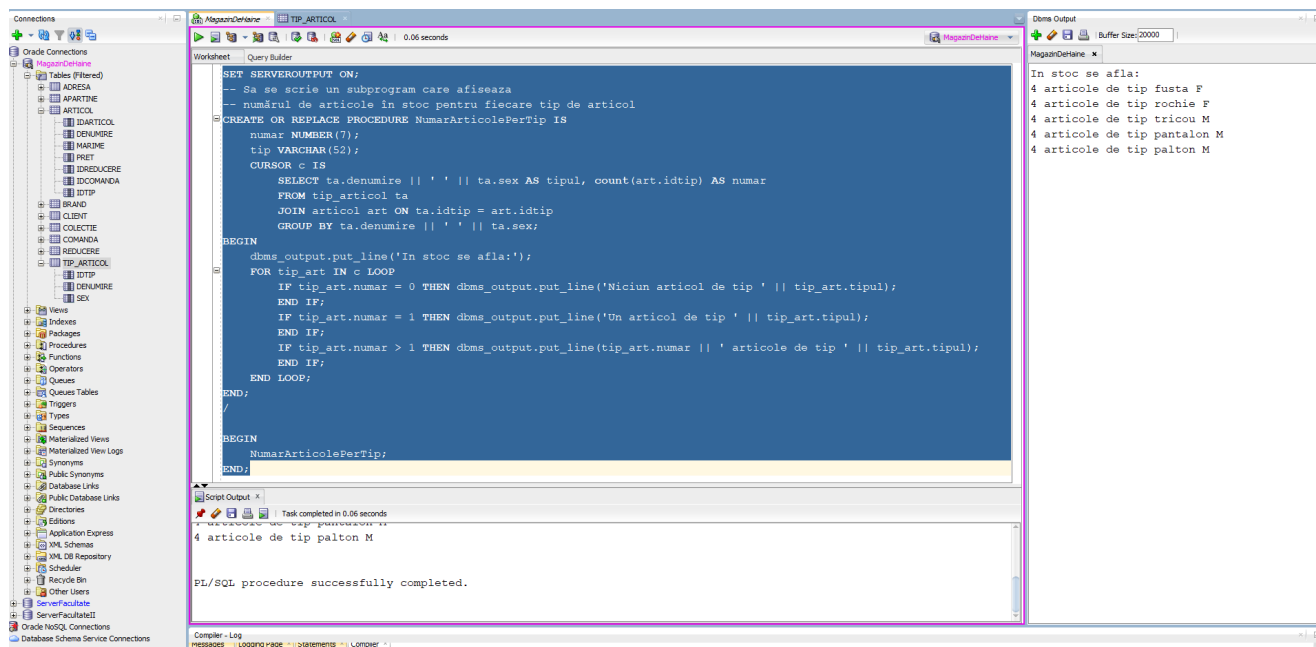 Connections
Oracle Connections
MagazinDeHaine
Tables (Filtered)
ADRESA
APARTINE
ARTICOL
IDARTICOL
DENUMIRE
MARIME
PRET
IDREDUCERE
IDCOMANDA
IDTIP
BRAND
CLIENT
COLECTIE
COMANDA
REDUCERE
TIP_ARTICOL
IDTIP
DENUMIRE
SEX
Views
Indexes
Packages
Procedures
Functions
Operators
Queues
Queues Tables
Triggers
Types
Sequences
Materialized Views
Materialized View Logs
Synonyms
Public Synonyms
Database Links
Public Database Links
Directories
Editions
Application Express
XML Schemas
XML DB Repository
Scheduler
Recycle Bin
Other Users
ServerFacultate
ServerFacultateII
Oracle NoSQL Connections
Database Schema Service Connections
MagazinDeHaine TIP_ARTICOL
0.06 seconds MagazinDeHaine
Worksheet Query Builder
SET SERVEROUTPUT ON;
-- Sa se scrie un subprogram care afiseaza
-- numărul de articole în stoc pentru fiecare tip de articol
CREATE OR REPLACE PROCEDURE NumarArticolePerTip IS
numar NUMBER(7);
tip VARCHAR(52);
CURSOR c IS
SELECT ta.denumire || ' ' || ta.sex AS tipul, count(art.idtip) AS numar
FROM tip_articol ta
JOIN articol art ON ta.idtip = art.idtip
GROUP BY ta.denumire || ' ' || ta.sex;
BEGIN
dbms_output.put_line('In stoc se afla:');
FOR tip_art IN c LOOP
IF tip_art.numar = 0 THEN dbms_output.put_line('Niciun articol de tip ' || tip_art.tipul);
END IF;
IF tip_art.numar = 1 THEN dbms_output.put_line('Un articol de tip ' || tip_art.tipul);
END IF;
IF tip_art.numar > 1 THEN dbms_output.put_line(tip_art.numar || ' articole de tip ' || tip_art.tipul);
END IF;
END LOOP;
END;
/
BEGIN
NumarArticolePerTip;
END;
Script Output x
Task completed in 0.06 seconds
4 articole de tip pantalon M
4 articole de tip palton M
PL/SQL procedure successfully completed.
Compiler - Log
Messages Logging Page Statements Compiler
Dbms Output
Buffer Size: 20000
MagazinDeHaine x
In stoc se afla:
4 articole de tip fusta F
4 articole de tip rochie F
4 articole de tip tricou M
4 articole de tip pantalon M
4 articole de tip palton M